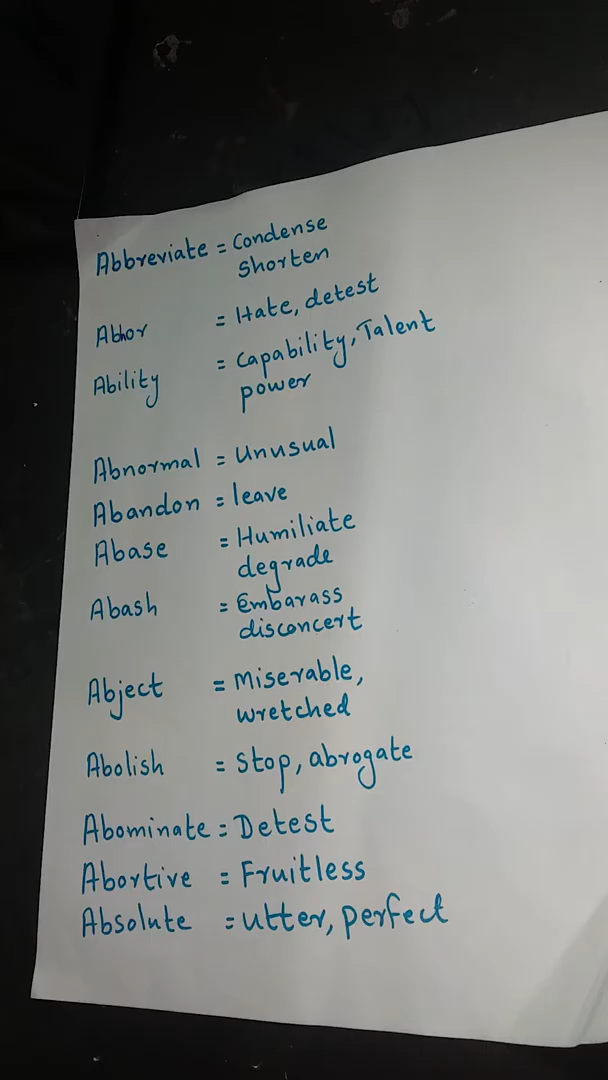 Abbreviate = Condense
Shorten
Abhor = Hate, detest
Ability = Capability, Talent
power
Abnormal = Unusual
Abandon = leave
Abase = Humiliate
degrade
Abash = Embarass
disconcert
Abject = Miserable,
wretched
Abolish = Stop, abrogate
Abominate = Detest
Abortive = Fruitless
Absolute = utter, perfect